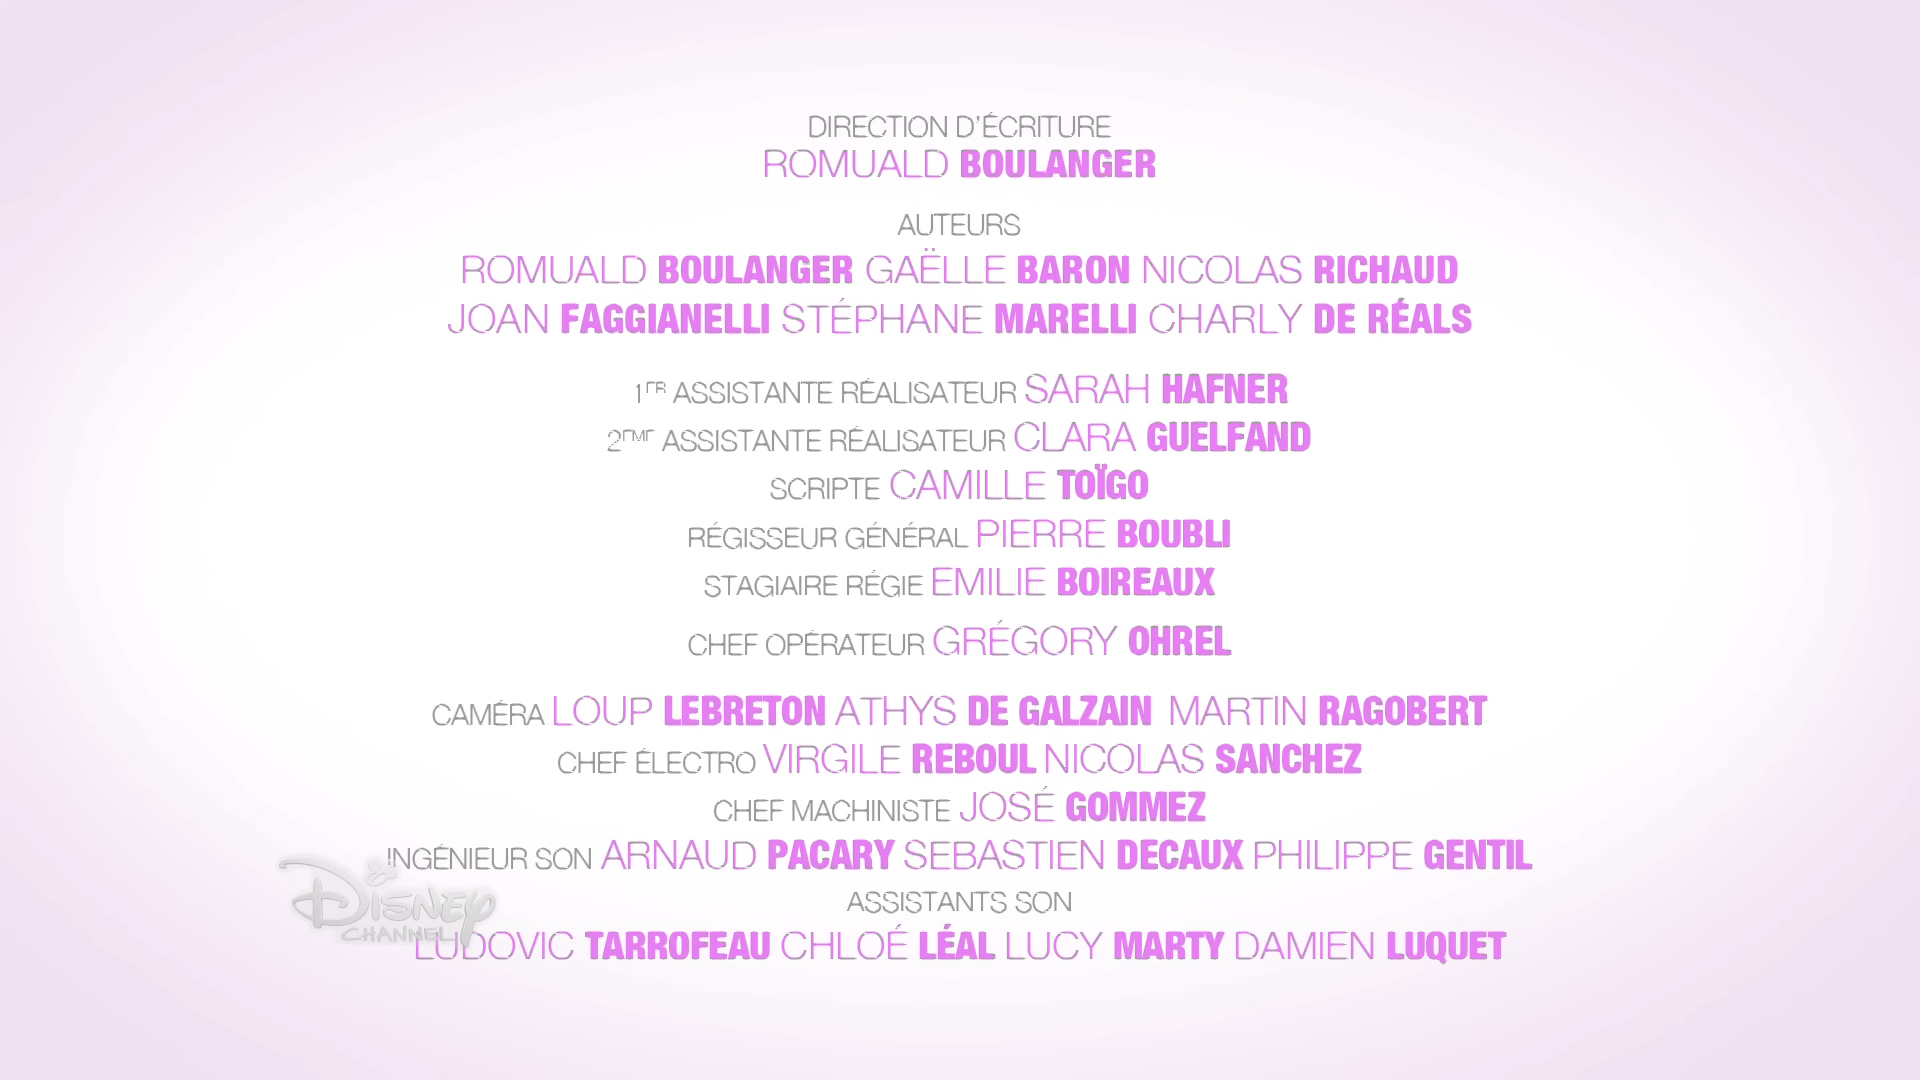 DIRECTION D'ÉCRITURE
ROMUALD BOULANGER
AUTEURS
ROMUALD BOULANGER GAËLLE BARON NICOLAS RICHAUD
JOAN FAGGIANELLI STÉPHANE MARELLI CHARLY DE RÉALS
1ER ASSISTANTE RÉALISATEUR SARAH HAFNER
2EME ASSISTANTE RÉALISATEUR CLARA GUELFAND
SCRIPTE CAMILLE TOÏGO
RÉGISSEUR GÉNÉRAL PIERRE BOUBLI
STAGIAIRE RÉGIE EMILIE BOIREAUX
CHEF OPÉRATEUR GRÉGORY OHREL
CAMÉRA LOUP LEBRETON ATHYS DE GALZAIN MARTIN RAGOBERT
CHEF ÉLECTRO VIRGILE REBOUL NICOLAS SANCHEZ
CHEF MACHINISTE JOSÉ GOMMEZ
INGÉNIEUR SON ARNAUD PACARY SEBASTIEN DECAUX PHILIPPE GENTIL
ASSISTANTS SON
LUDOVIC TARROFEAU CHLOÉ LÉAL LUCY MARTY DAMIEN LUQUET
DISNEY
CHANNEL